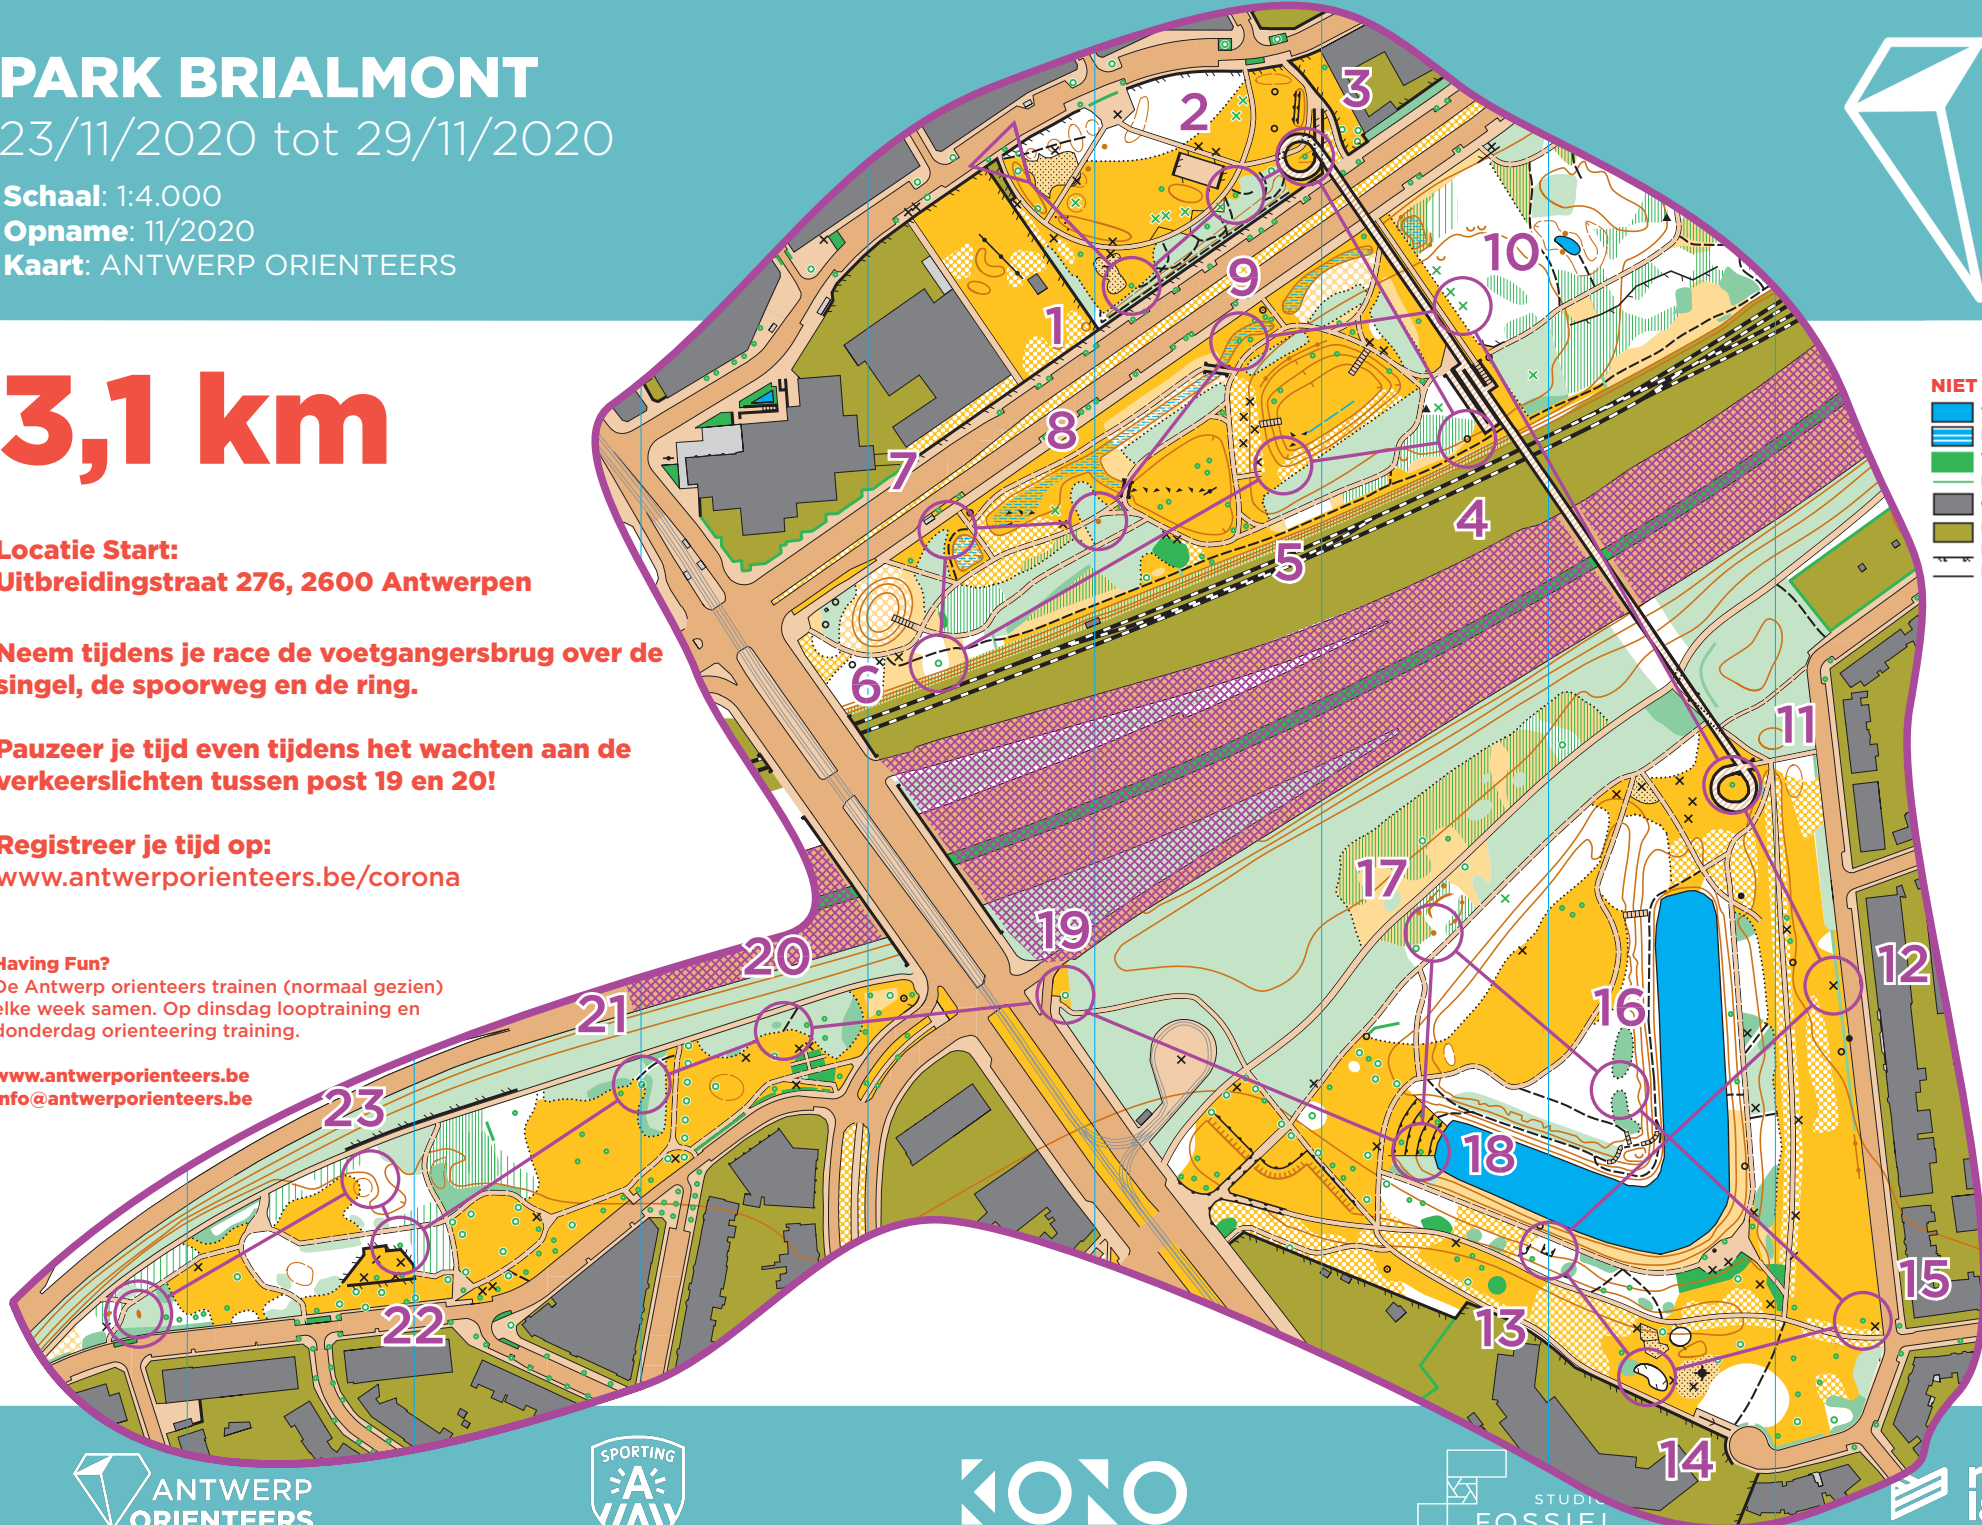 PARK BRIALMONT
23/11/2020 tot 29/11/2020
Schaal: 1:4.000
Opname: 11/2020
Kaart: ANTWERP ORIENTEERS
3,1 km
Locatie Start:
Uitbreidingstraat 276, 2600 Antwerpen
Neem tijdens je race de voetgangersbrug over de
singel, de spoorweg en de ring.
Pauzeer je tijd even tijdens het wachten aan de
verkeerslichten tussen post 19 en 20!
Registreer je tijd op:
www.antwerporienteers.be/corona
Having Fun?
De Antwerp orienteers trainen (normaal gezien)
elke week samen. Op dinsdag looptraining en
donderdag orienteering training.
www.antwerporienteers.be
info@antwerporienteers.be
NIET
1
2
3
4
5
6
7
8
9
10
11
12
13
14
15
16
17
18
19
20
21
22
23
ANTWERP
ORIENTEERS
SPORTING
A
KONO
STUDIO
FOSSIEL